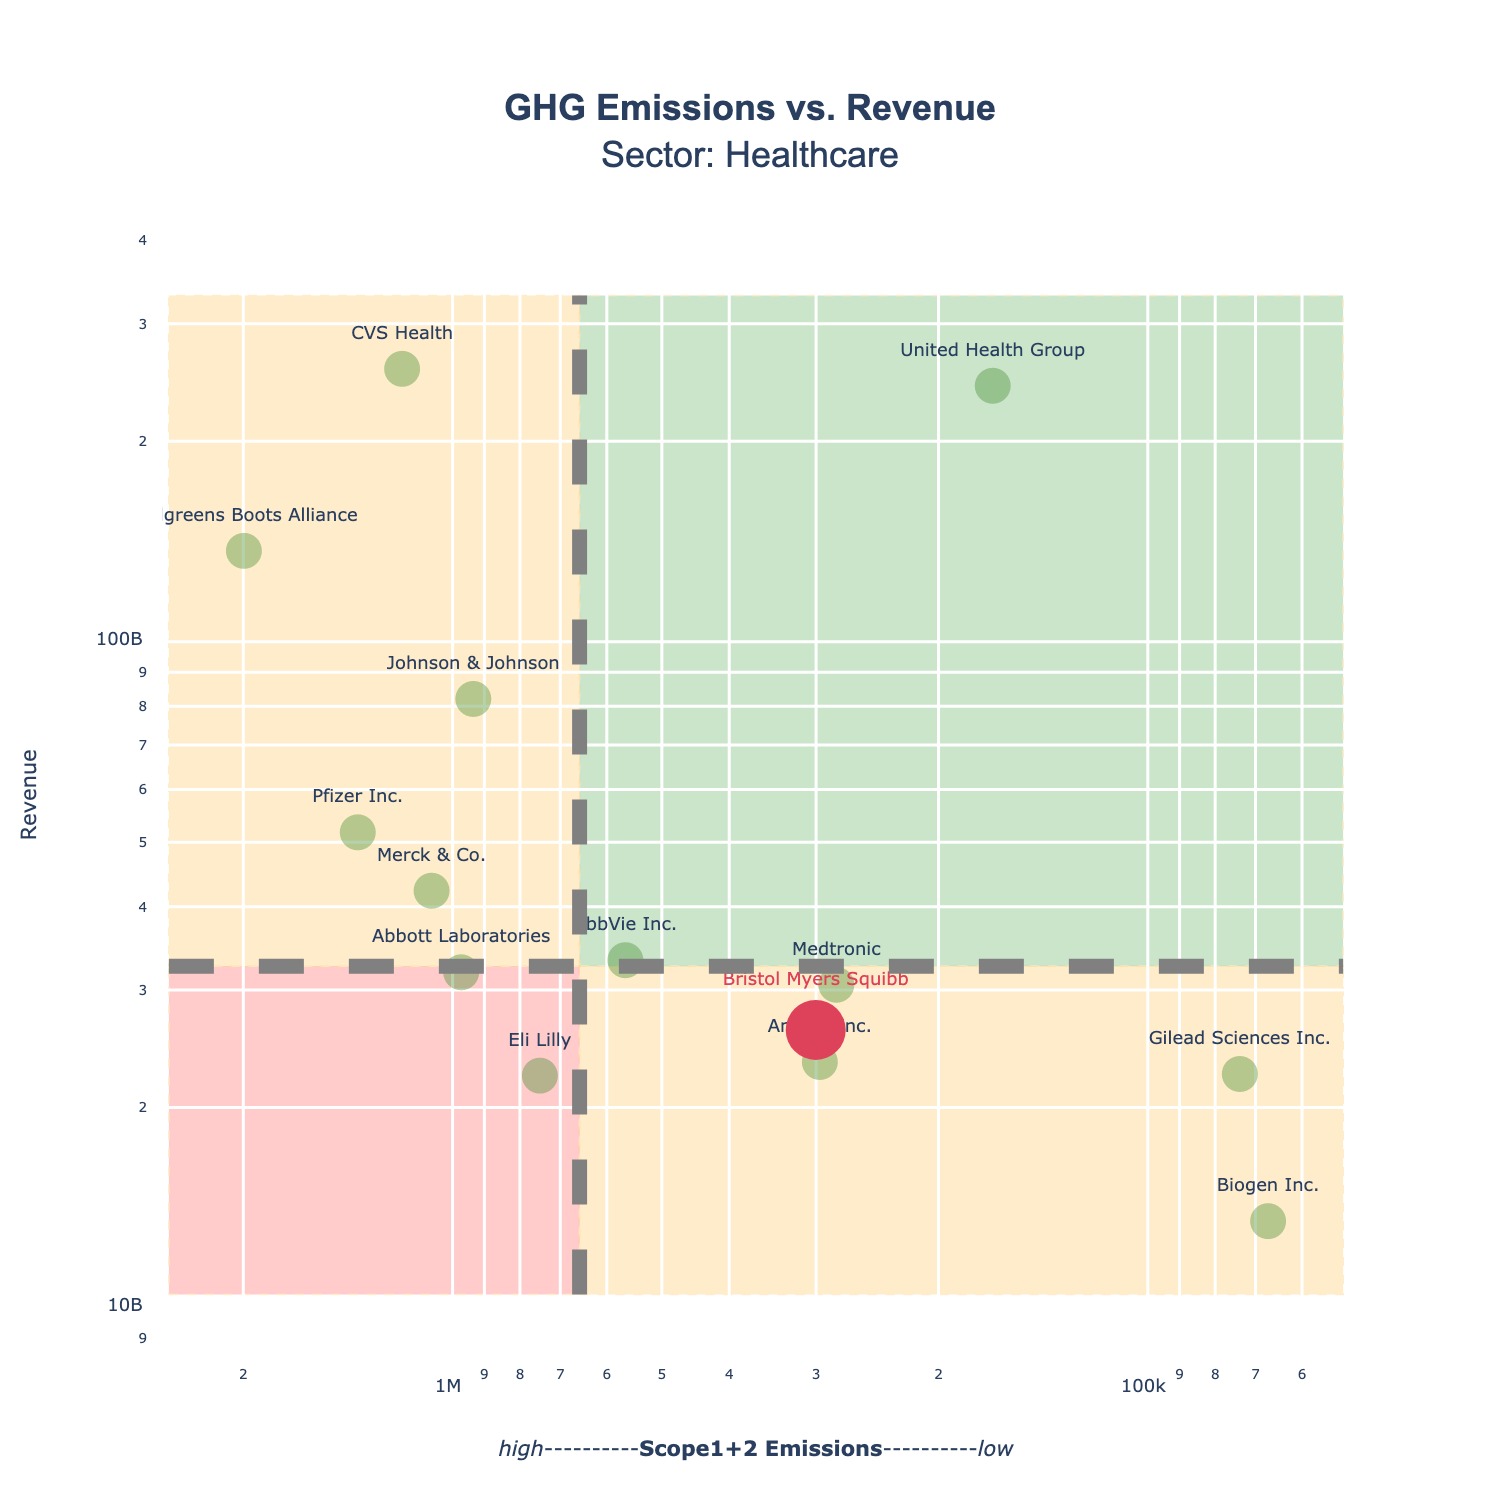 GHG Emissions vs. Revenue
Sector: Healthcare
4
3
2
100B
9
8
7
6
5
4
3
2
10B
9
Revenue
CVS Health
United Health Group
greens Boots Alliance
Johnson & Johnson
Pfizer Inc.
Merck & Co.
bbVie Inc.
Abbott Laboratories
Medtronic
Bristol Myers Squibb
Eli Lilly
Gilead Sciences Inc.
Biogen Inc.
2
1M
9
8
7
6
5
4
3
2
100k
9
8
7
6
high----------Scope1+2 Emissions----------low